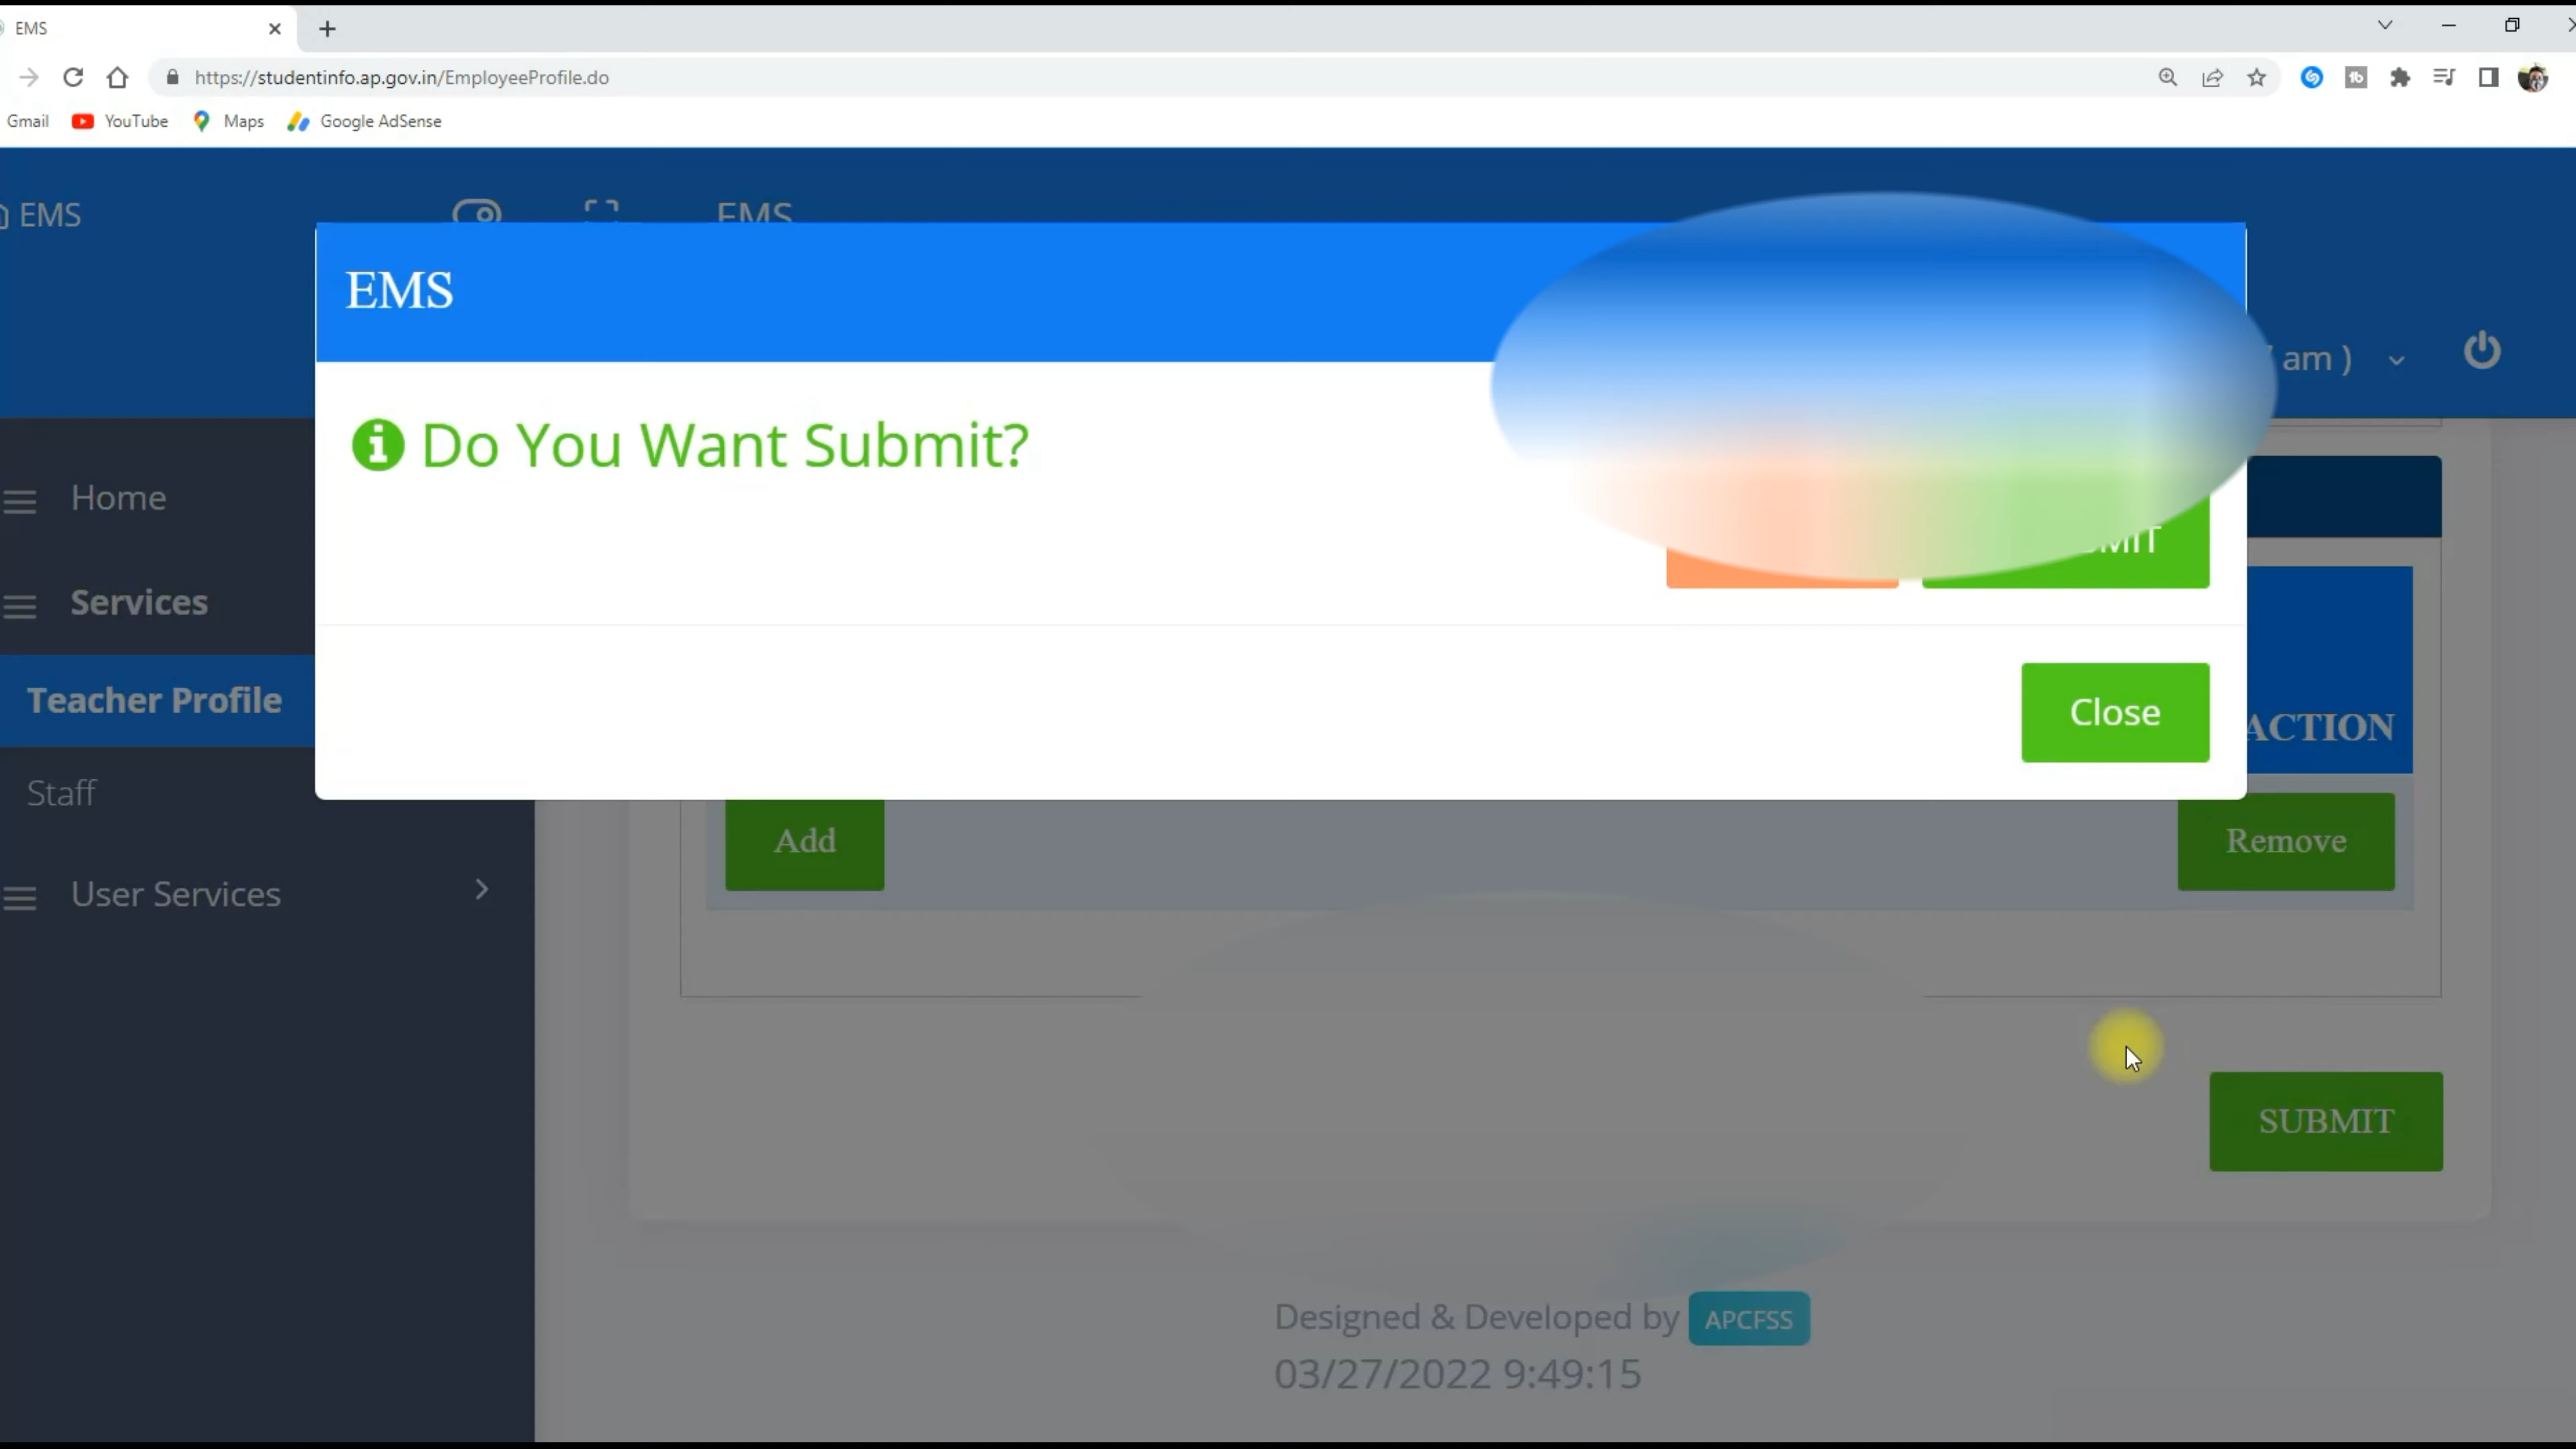 EMS
https://studentinfo.ap.gov.in/EmployeeProfile.do
Gmail YouTube Maps Google AdSense
EMS EMS
EMS
am )
Do You Want Submit?
Home
Services
Close
Teacher Profile
ACTION
Staff
Add Remove
User Services
SUBMIT
Designed & Developed by APCFSS
03/27/2022 9:49:15